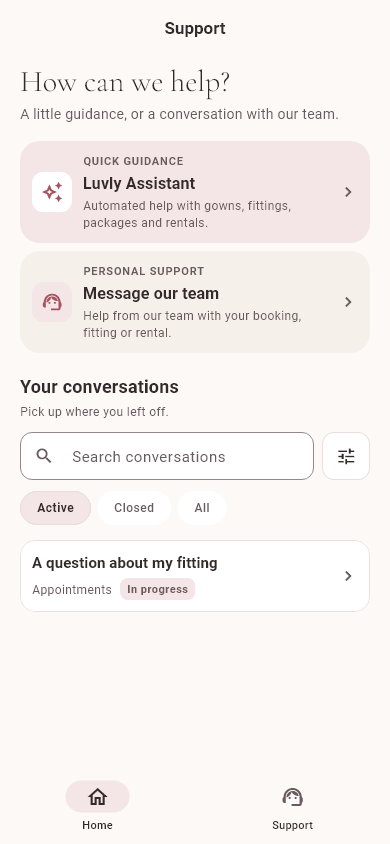 Support
How can we help?
A little guidance, or a conversation with our team.
QUICK GUIDANCE
Luvly Assistant
Automated help with gowns, fittings,
packages and rentals.
PERSONAL SUPPORT
Message our team
Help from our team with your booking,
fitting or rental.
Your conversations
Pick up where you left off.
Search conversations
Active Closed All
A question about my fitting
Appointments In progress
Home Support